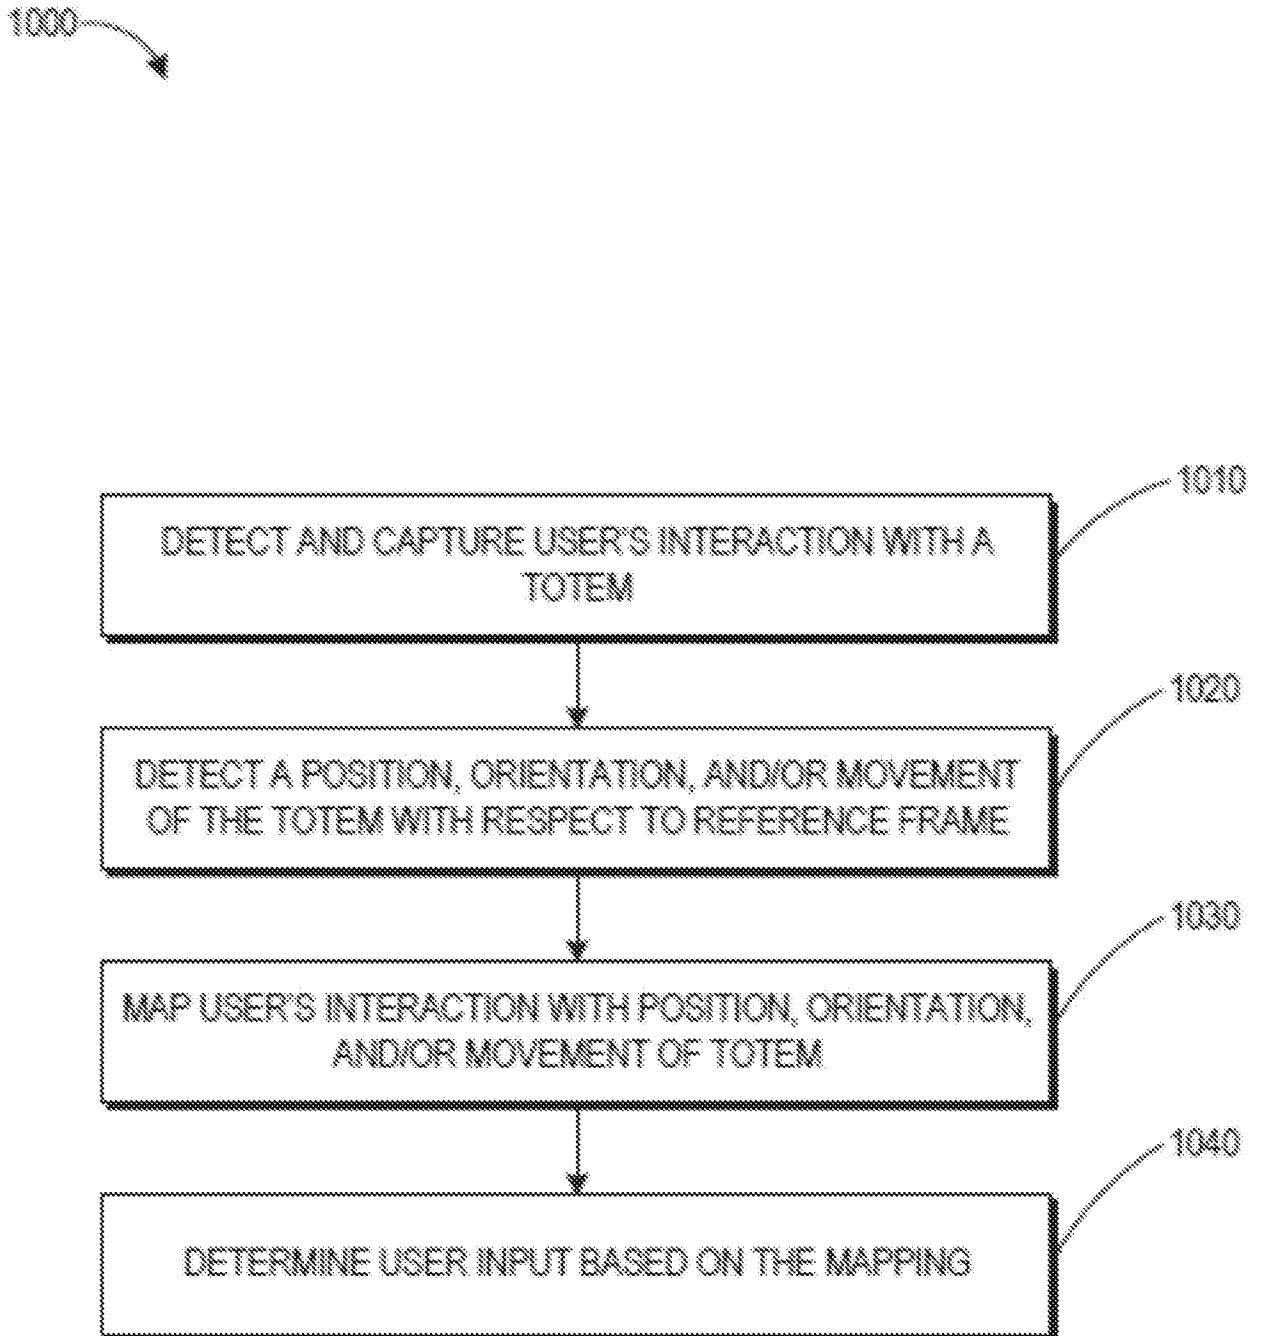 1000
1010
DETECT AND CAPTURE USER'S INTERACTION WITH A
TOTEM
1020
DETECT A POSITION, ORIENTATION, AND/OR MOVEMENT
OF THE TOTEM WITH RESPECT TO REFERENCE FRAME
1030
MAP USER'S INTERACTION WITH POSITION, ORIENTATION,
AND/OR MOVEMENT OF TOTEM
1040
DETERMINE USER INPUT BASED ON THE MAPPING